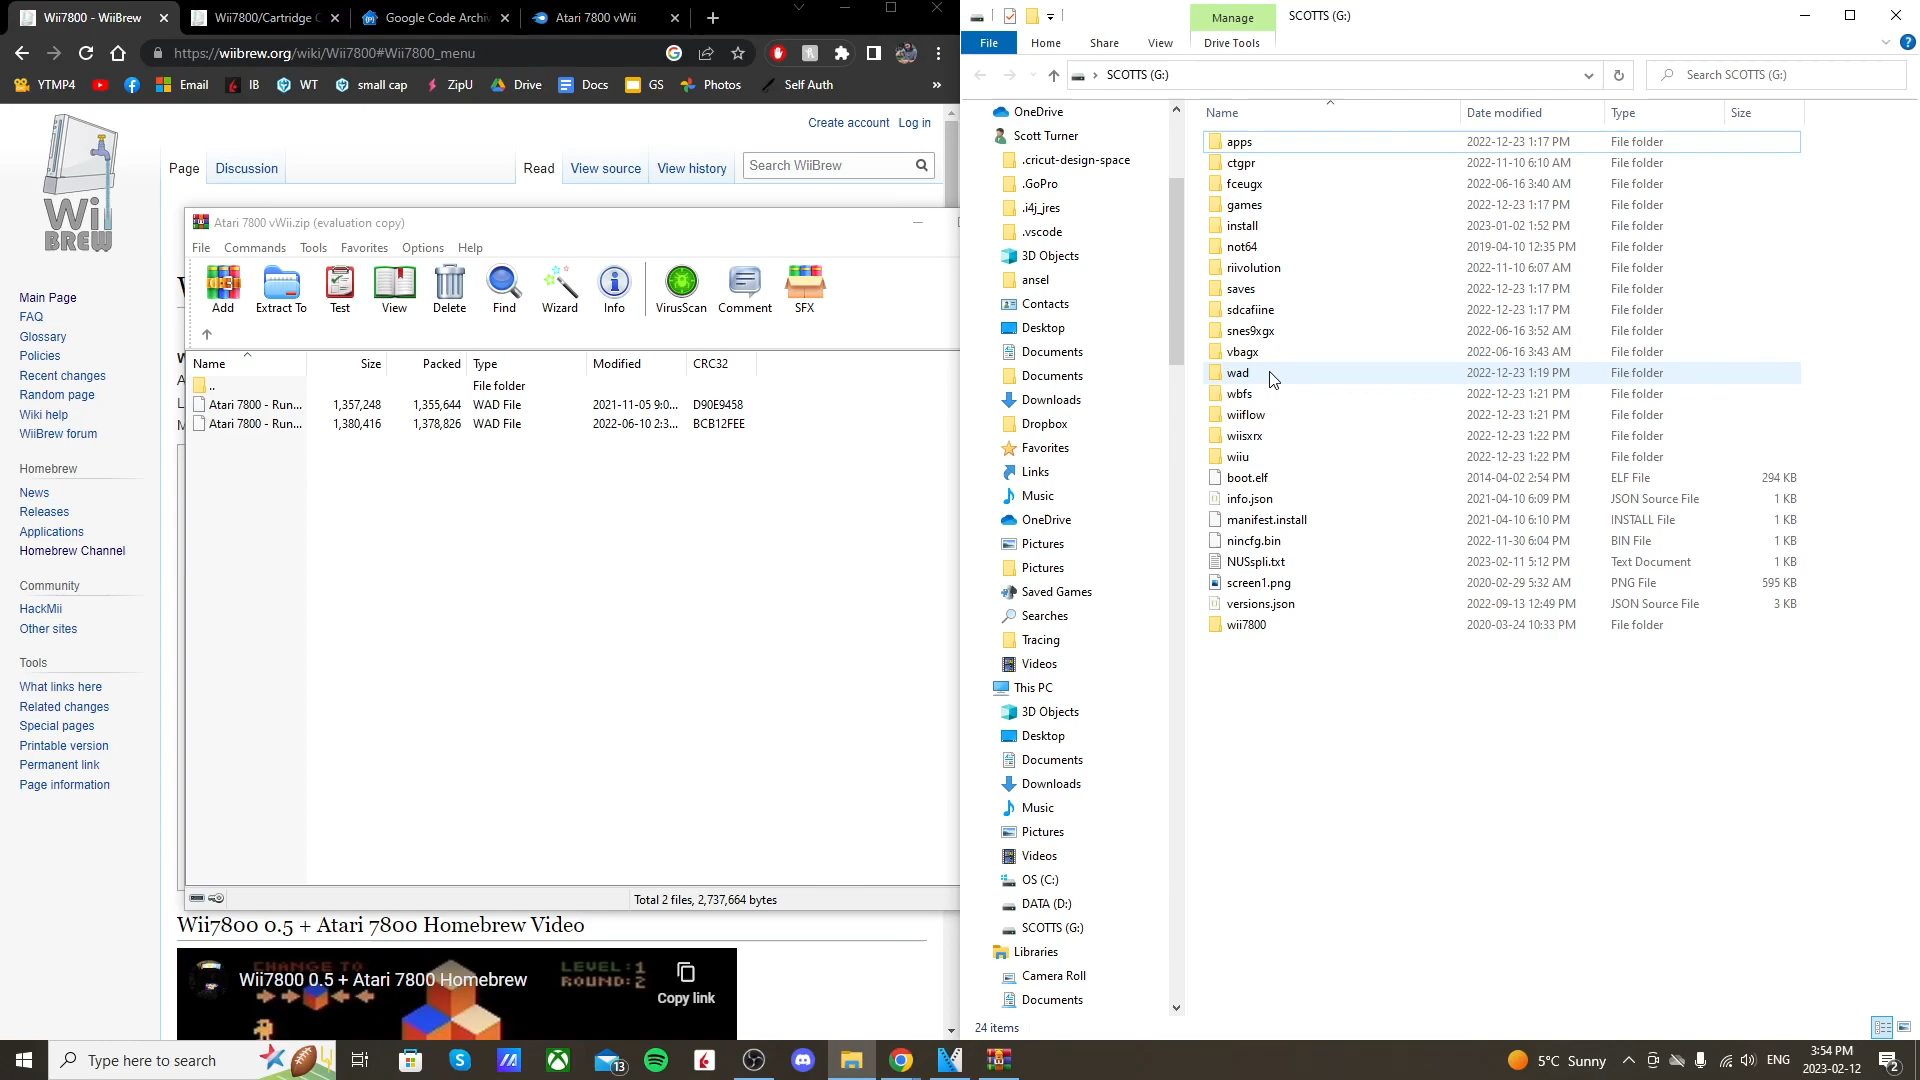 Wii7800 - WiiBrew
Wii7800/Cartridge C
Google Code Archiv
Atari 7800 vWii
https://wiibrew.org/wiki/Wii7800#Wii7800_menu
YTMP4
Email
IB
WT
small cap
ZipU
Drive
Docs
GS
Photos
Self Auth
»
Create account
Log in
Page
Discussion
Read
View source
View history
Search WiiBrew
Wii
BREW
Main Page
FAQ
Glossary
Policies
Recent changes
Random page
Wiki help
WiiBrew forum
Homebrew
News
Releases
Applications
Homebrew Channel
Community
HackMii
Other sites
Tools
What links here
Related changes
Special pages
Printable version
Permanent link
Page information
Atari 7800 vWii.zip (evaluation copy)
File Commands Tools Favorites Options Help
Add Extract To Test View Delete Find Wizard Info VirusScan Comment SFX
Name Size Packed Type Modified CRC32
.. File folder
Atari 7800 - Run... 1,357,248 1,355,644 WAD File 2021-11-05 9:0... D90E9458
Atari 7800 - Run... 1,380,416 1,378,826 WAD File 2022-06-10 2:3... BCB12FEE
Total 2 files, 2,737,664 bytes
Wii7800 0.5 + Atari 7800 Homebrew Video
Wii7800 0.5 + Atari 7800 Homebrew
CHANGE TO
LEVEL:1
ROUND:2
Copy link
Manage
SCOTTS (G:)
File Home Share View Drive Tools
SCOTTS (G:)
Search SCOTTS (G:)
OneDrive
Scott Turner
.cricut-design-space
.GoPro
.i4j_jres
.vscode
3D Objects
ansel
Contacts
Desktop
Documents
Documents
Downloads
Dropbox
Favorites
Links
Music
OneDrive
Pictures
Pictures
Saved Games
Searches
Tracing
Videos
This PC
3D Objects
Desktop
Documents
Downloads
Music
Pictures
Videos
OS (C:)
DATA (D:)
SCOTTS (G:)
Libraries
Camera Roll
Documents
Name Date modified Type Size
apps 2022-12-23 1:17 PM File folder
ctgpr 2022-11-10 6:10 AM File folder
fceugx 2022-06-16 3:40 AM File folder
games 2022-12-23 1:17 PM File folder
install 2023-01-02 1:52 PM File folder
not64 2019-04-10 12:35 PM File folder
riivolution 2022-11-10 6:07 AM File folder
saves 2022-12-23 1:17 PM File folder
sdcafiine 2022-12-23 1:17 PM File folder
snes9xgx 2022-06-16 3:52 AM File folder
vbagx 2022-06-16 3:43 AM File folder
wad 2022-12-23 1:19 PM File folder
wbfs 2022-12-23 1:21 PM File folder
wiiflow 2022-12-23 1:21 PM File folder
wiisxrx 2022-12-23 1:22 PM File folder
wiiu 2022-12-23 1:22 PM File folder
boot.elf 2014-04-02 2:54 PM ELF File 294 KB
info.json 2021-04-10 6:09 PM JSON Source File 1 KB
manifest.install 2021-04-10 6:10 PM INSTALL File 1 KB
nincfg.bin 2022-11-30 6:04 PM BIN File 1 KB
NUSspli.txt 2023-02-11 5:12 PM Text Document 1 KB
screen1.png 2020-02-29 5:32 AM PNG File 595 KB
versions.json 2022-09-13 12:49 PM JSON Source File 3 KB
wii7800 2020-03-24 10:33 PM File folder
24 items
Type here to search
13
5°C Sunny
ENG
3:54 PM
2023-02-12
2